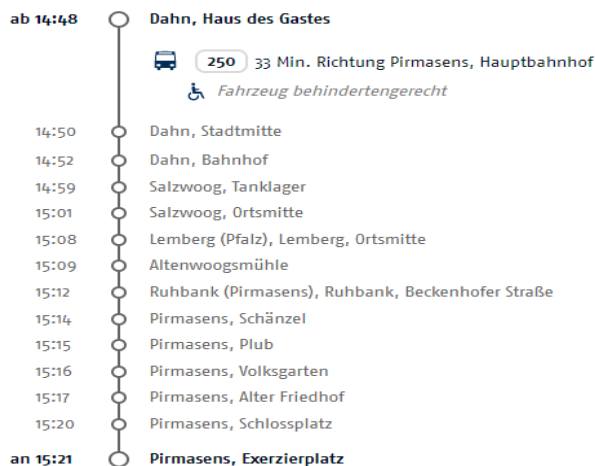 ab 14:48 Dahn, Haus des Gastes
250 33 Min. Richtung Pirmasens, Hauptbahnhof
Fahrzeug behindertengerecht
14:50 Dahn, Stadtmitte
14:52 Dahn, Bahnhof
14:59 Salzwoog, Tanklager
15:01 Salzwoog, Ortsmitte
15:08 Lemberg (Pfalz), Lemberg, Ortsmitte
15:09 Altenwoogsmühle
15:12 Ruhbank (Pirmasens), Ruhbank, Beckenhofer Straße
15:14 Pirmasens, Schänzel
15:15 Pirmasens, Plub
15:16 Pirmasens, Volksgarten
15:17 Pirmasens, Alter Friedhof
15:20 Pirmasens, Schlossplatz
an 15:21 Pirmasens, Exerzierplatz